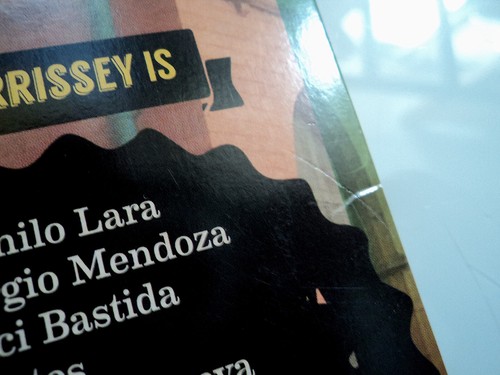 RRISSEY IS
nilo Lara
gio Mendoza
ci Bastida